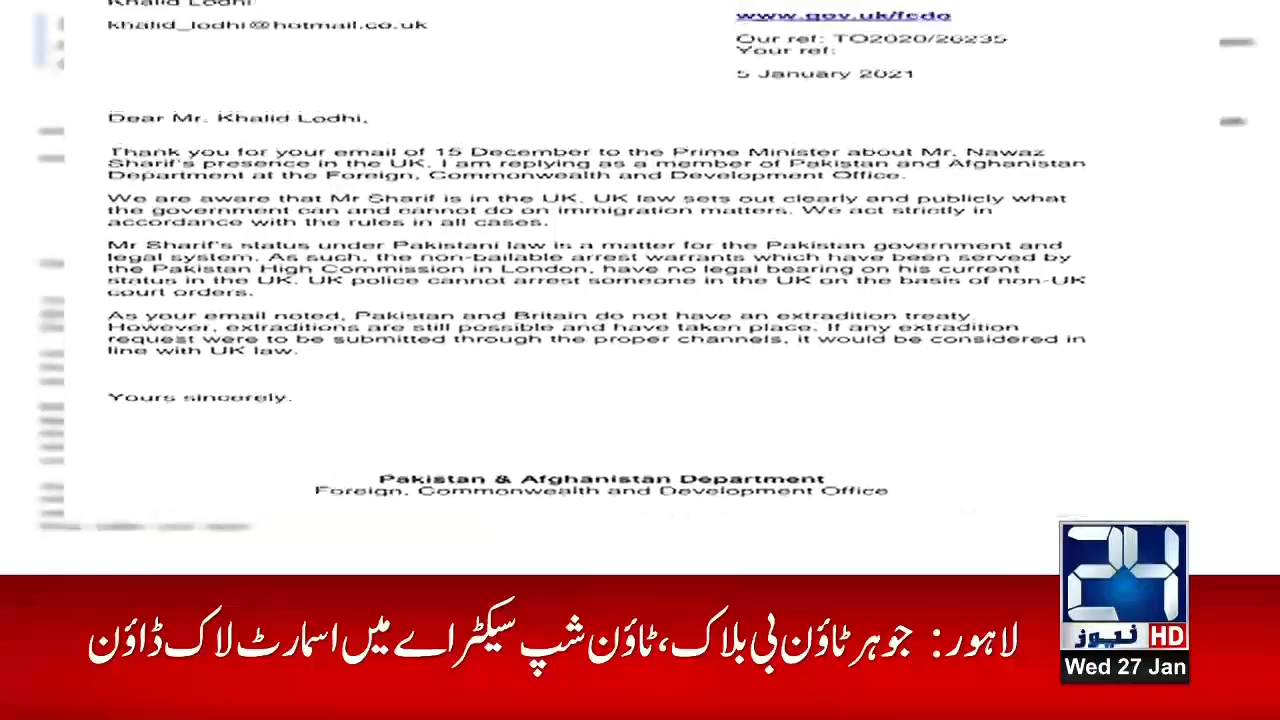 Khalid Lodhi
khalid_lodhi@hotmail.co.uk
www.gov.uk/fcdo
Our ref: TO2020/26235
Your ref:
5 January 2021
Dear Mr. Khalid Lodhi,
Thank you for your email of 15 December to the Prime Minister about Mr. Nawaz
Sharif's presence in the UK. I am replying as a member of Pakistan and Afghanistan
Department at the Foreign, Commonwealth and Development Office.
We are aware that Mr Sharif is in the UK. UK law sets out clearly and publicly what
the government can and cannot do on immigration matters. We act strictly in
accordance with the rules in all cases.
Mr Sharif's status under Pakistani law is a matter for the Pakistan government and
legal system. As such, the non-bailable arrest warrants which have been served by
the Pakistan High Commission in London, have no legal bearing on his current
status in the UK. UK police cannot arrest someone in the UK on the basis of non-UK
court orders.
As your email noted, Pakistan and Britain do not have an extradition treaty.
However, extraditions are still possible and have taken place. If any extradition
request were to be submitted through the proper channels, it would be considered in
line with UK law.
Yours sincerely,
Pakistan & Afghanistan Department
Foreign, Commonwealth and Development Office
24
نیوز HD
Wed 27 Jan
لاہور: جوہر ٹاؤن بی بلاک، ٹاؤن شپ سیکٹر اے میں اسمارٹ لاک ڈاؤن